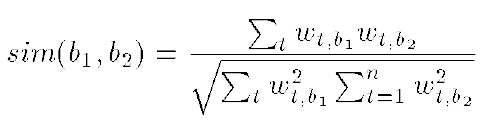 sim(b_1, b_2) = \frac{\sum_t w_{t,b_1} w_{t,b_2}}{\sqrt{\sum_t w_{t,b_1}^2 \sum_{t=1}^{n} w_{t,b_2}^2}}